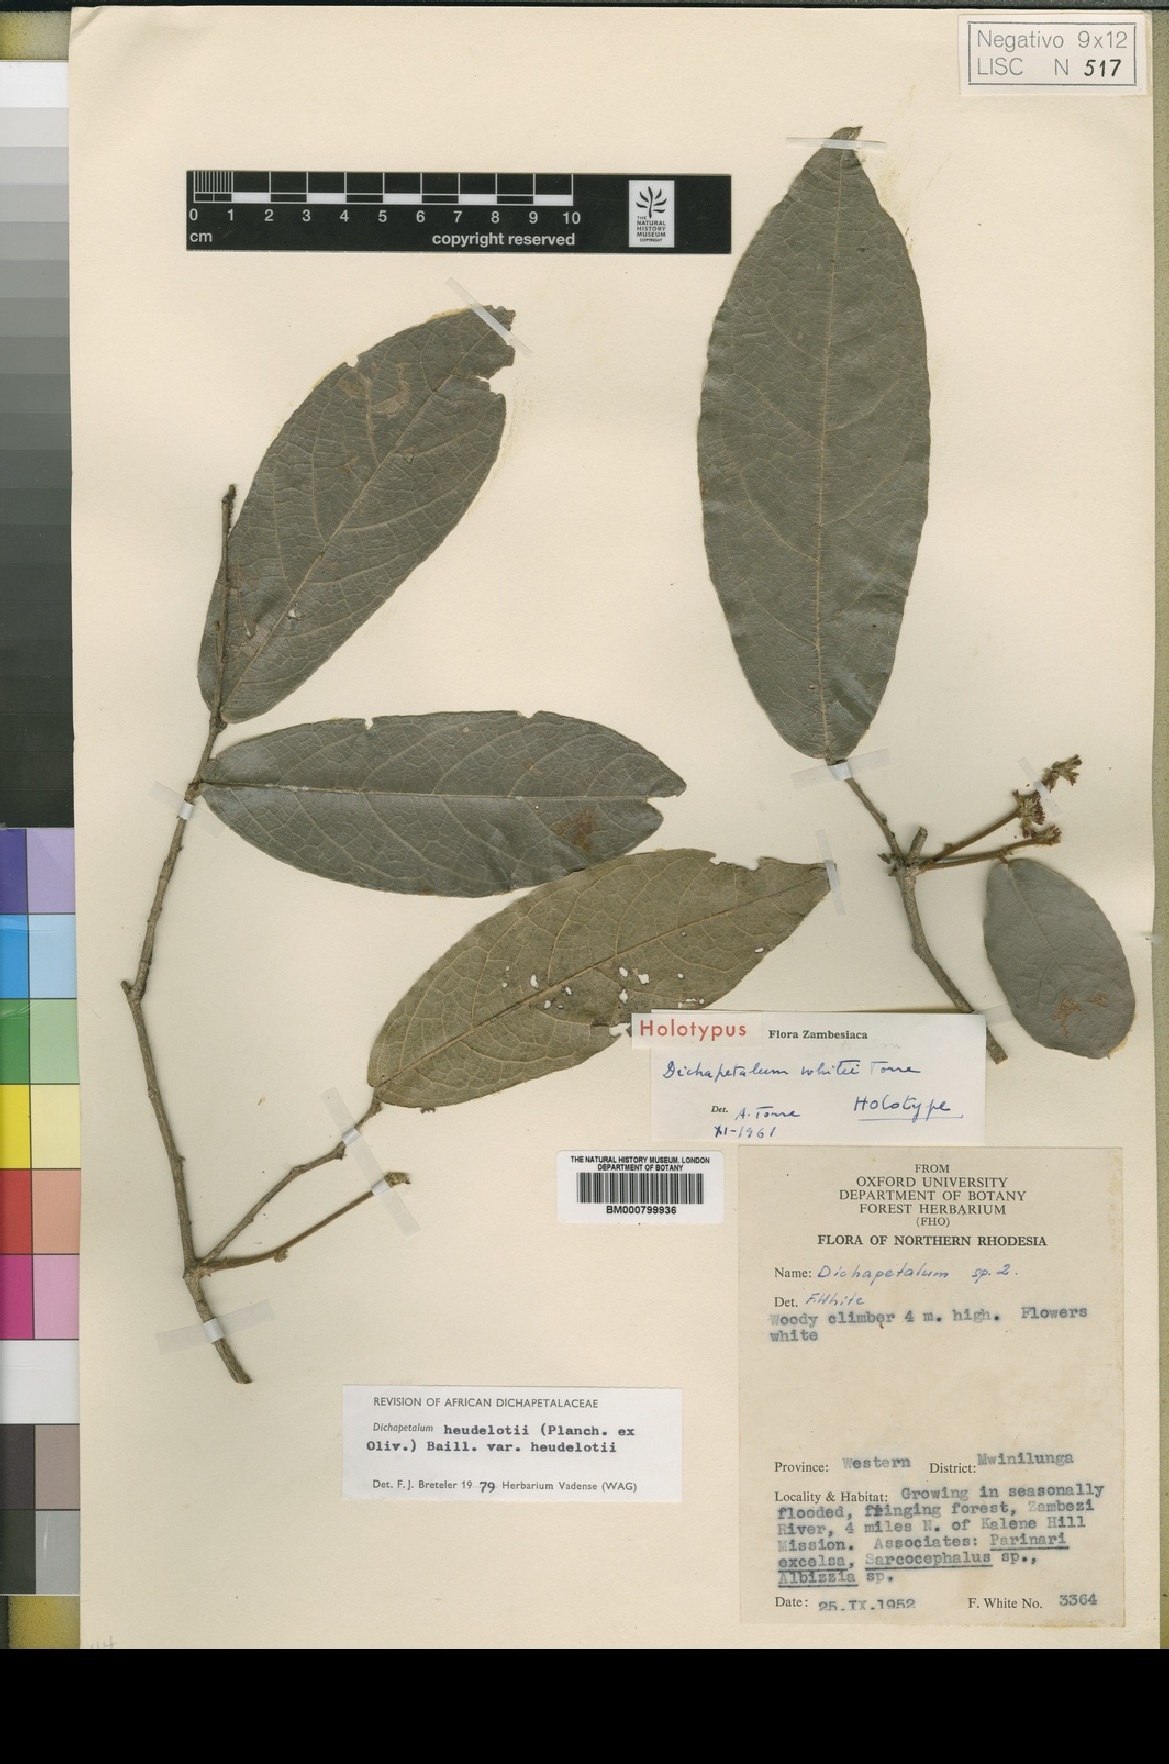 Negativo 9x12
LISC N 517
0 1 2 3 4 5 6 7 8 9 10
cm
copyright reserved
THE
NATURAL
HISTORY
MUSEUM
COPYRIGHT
Holotypus
Flora Zambesiaca
Dichapetalum whitei Torre
Det. A. Torre Holotype
XI-1961
THE NATURAL HISTORY MUSEUM, LONDON
DEPARTMENT OF BOTANY
BM000799936
FROM
OXFORD UNIVERSITY
DEPARTMENT OF BOTANY
FOREST HERBARIUM
(FHO)
FLORA OF NORTHERN RHODESIA
Name: Dichapetalum sp. 2.
Det. F. White
Woody climber 4 m. high. Flowers
white
Province: Western District: Mwinilunga
Locality & Habitat: Growing in seasonally
flooded, fringing forest, Zambezi
River, 4 miles N. of Kalene Hill
Mission. Associates: Parinari
excelsa, Sarcocephalus sp.,
Albizzia sp.
Date: 25.IX.1952 F. White No. 3364
REVISION OF AFRICAN DICHAPETALACEAE
Dichapetalum heudelotii (Planch. ex
Oliv.) Baill. var. heudelotii
Det. F. J. Breteler 1979 Herbarium Vadense (WAG)